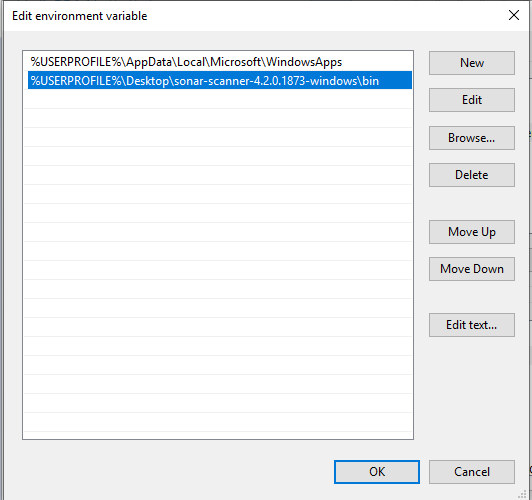 Edit environment variable
%USERPROFILE%\AppData\Local\Microsoft\WindowsApps
%USERPROFILE%\Desktop\sonar-scanner-4.2.0.1873-windows\bin
New
Edit
Browse...
Delete
Move Up
Move Down
Edit text...
OK
Cancel